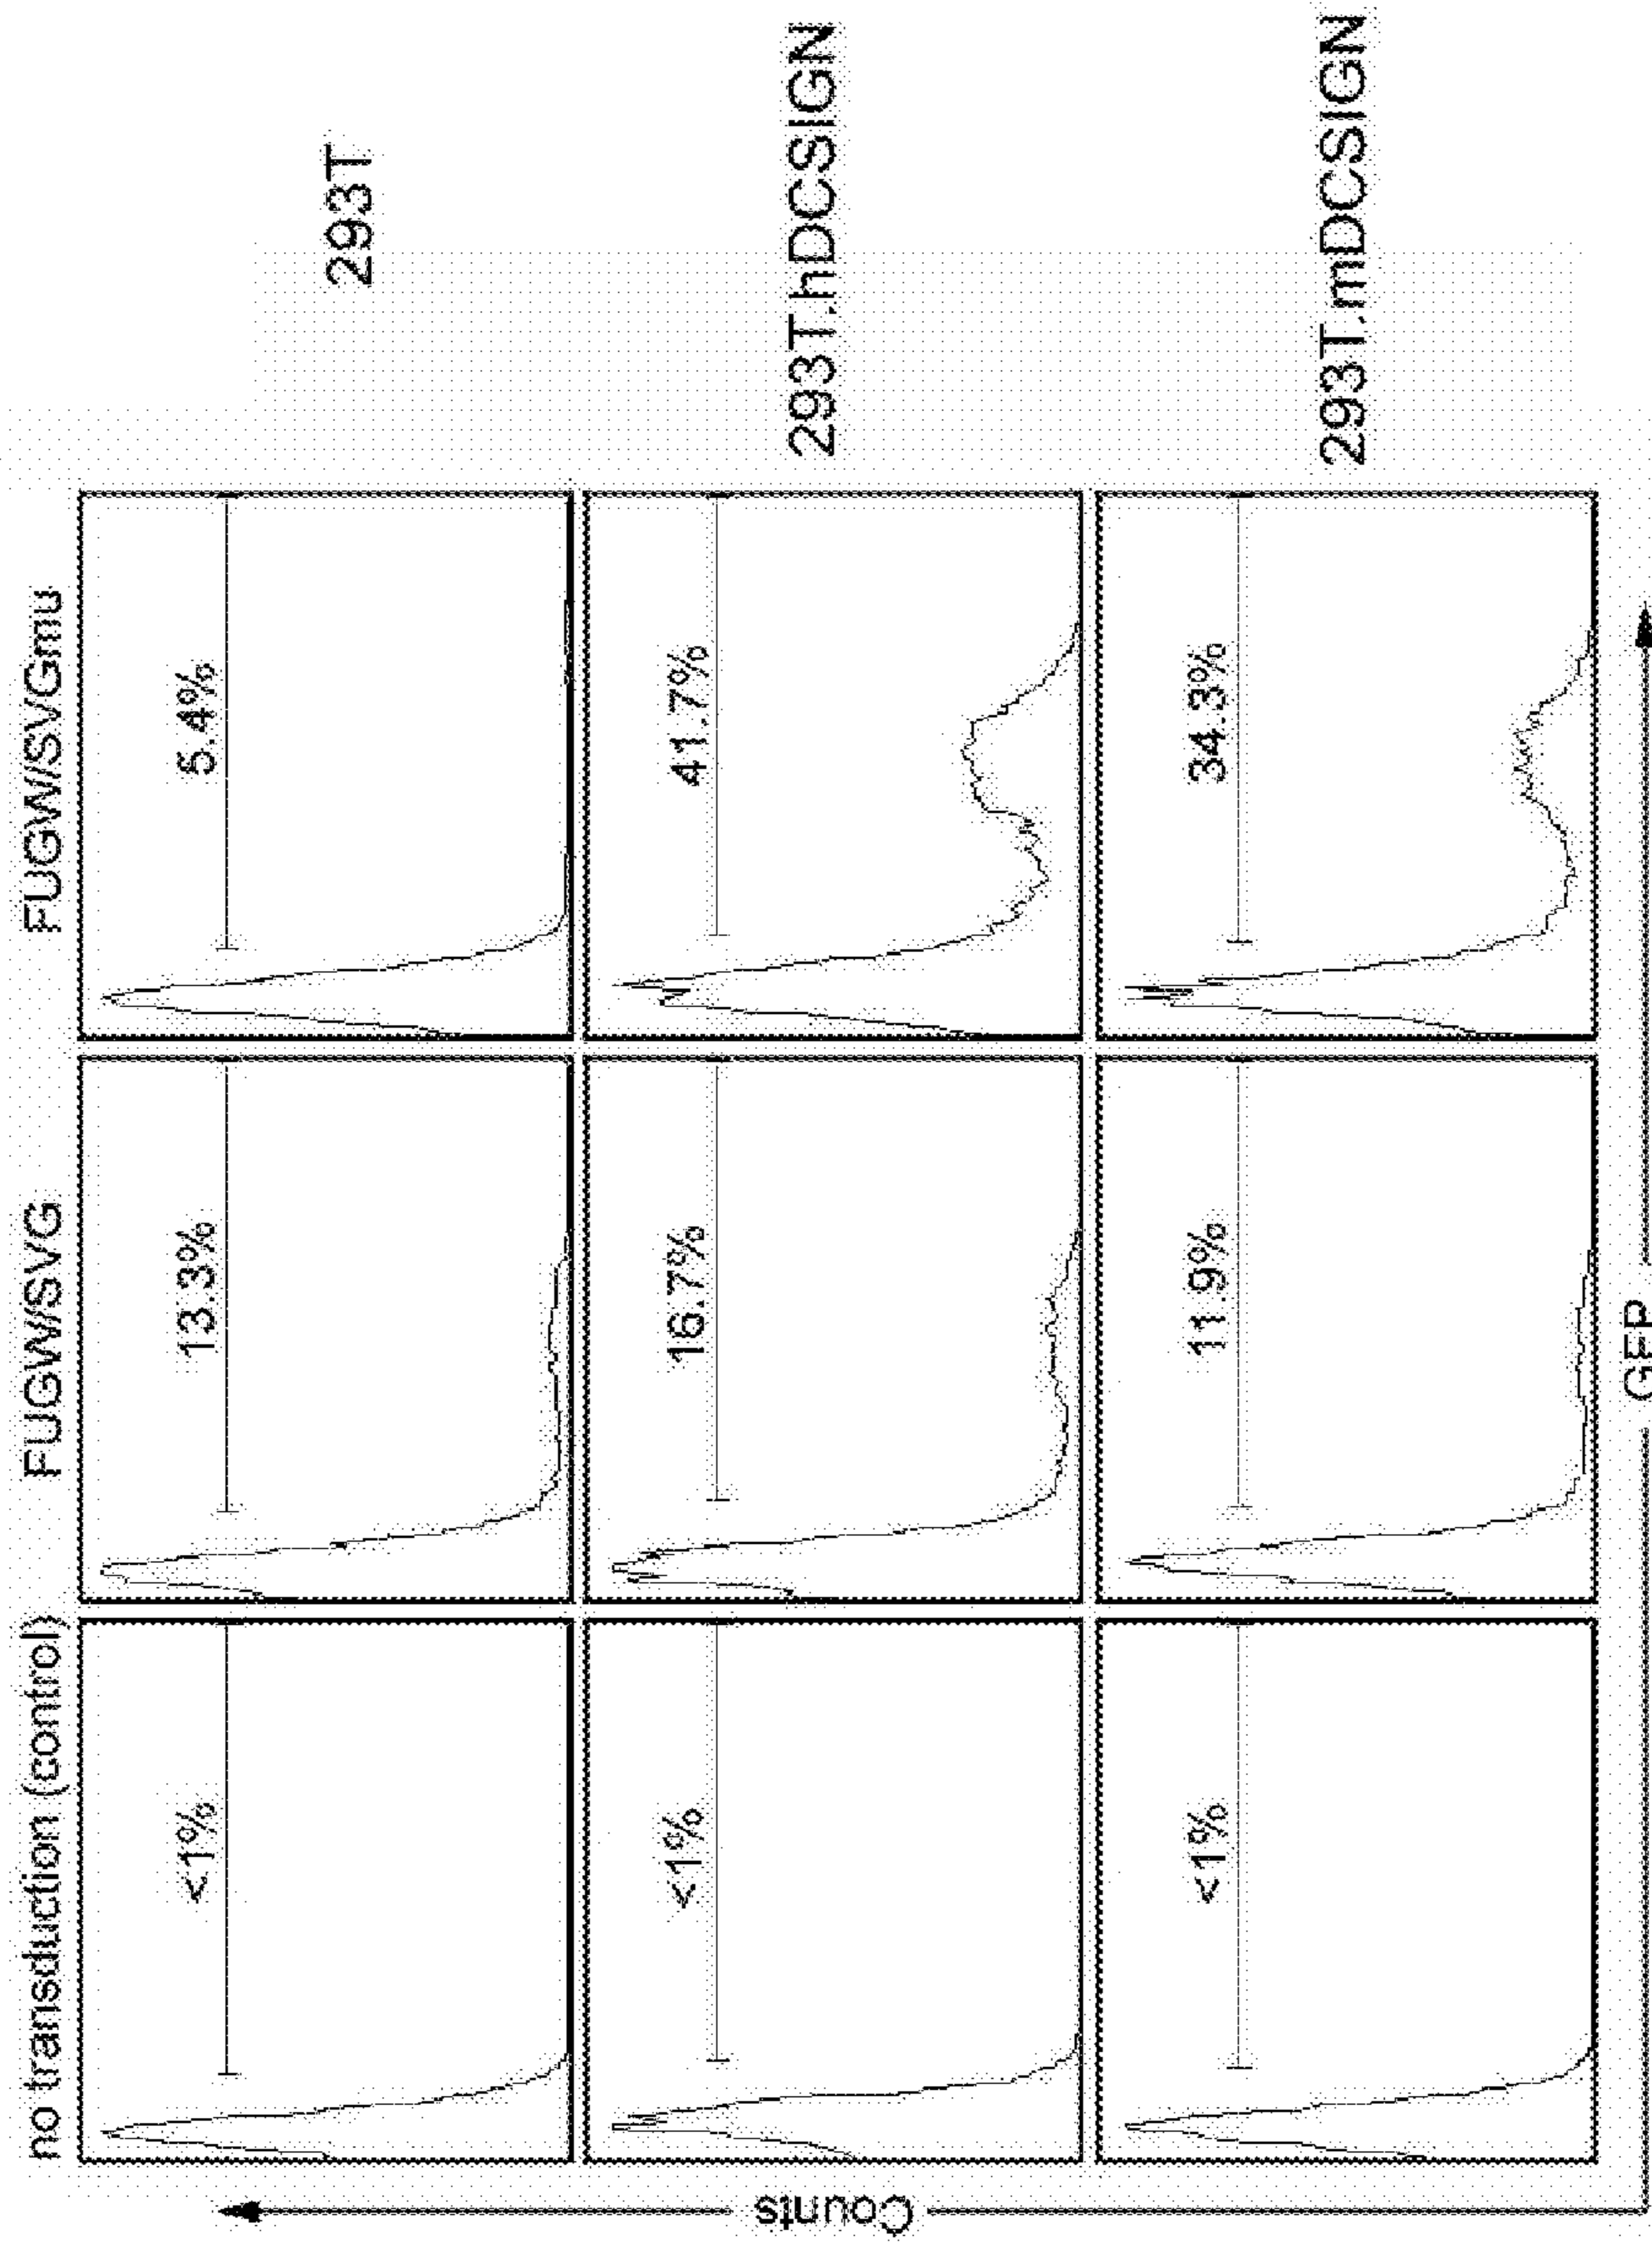 no transduction (control) FUGW/SVG FUGW/SVGmu
<1% 13.3% 5.4% 293T
<1% 16.7% 41.7% 293T.hDCSIGN
<1% 11.9% 34.3% 293T.mDCSIGN
Counts
GFP